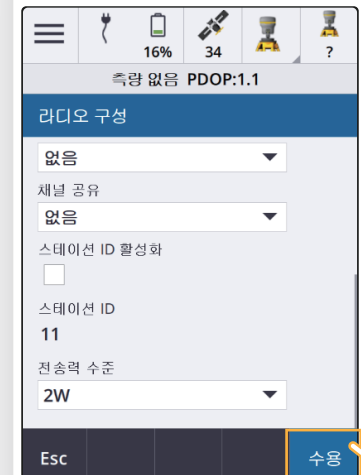 16%
34
?
측량 없음 PDOP:1.1
라디오 구성
없음
채널 공유
없음
스테이션 ID 활성화
스테이션 ID
11
전송력 수준
2W
Esc
수용